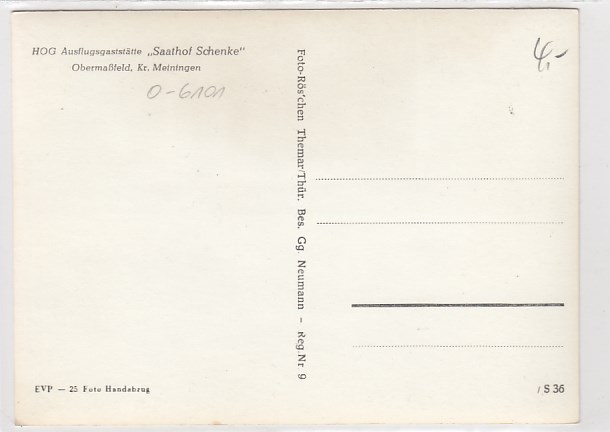 HOG Ausflugsgaststätte „Saathof Schenke"
Obermaßfeld, Kr. Meiningen
O-6101
EVP — 25 Foto Handabzug
Foto-Rös'chen Themar/Thür. Bes. Gg. Neumann - Reg.Nr. 9
4,-
/ S 36